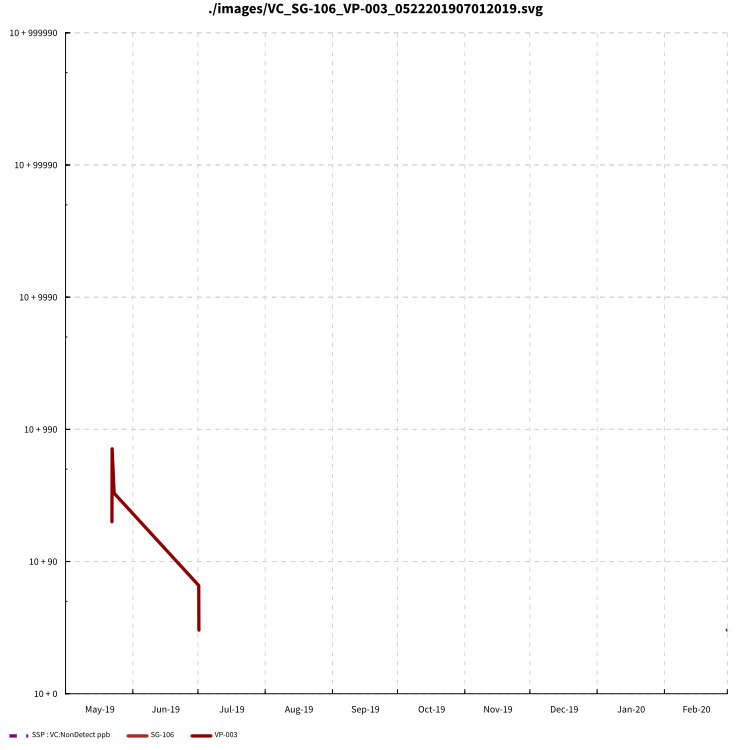 ./images/VC_SG-106_VP-003_0522201907012019.svg
10 + 999990
10 + 99990
10 + 9990
10 + 990
10 + 90
10 + 0
May-19 Jun-19 Jul-19 Aug-19 Sep-19 Oct-19 Nov-19 Dec-19 Jan-20 Feb-20
SSP : VC:NonDetect ppb SG-106 VP-003